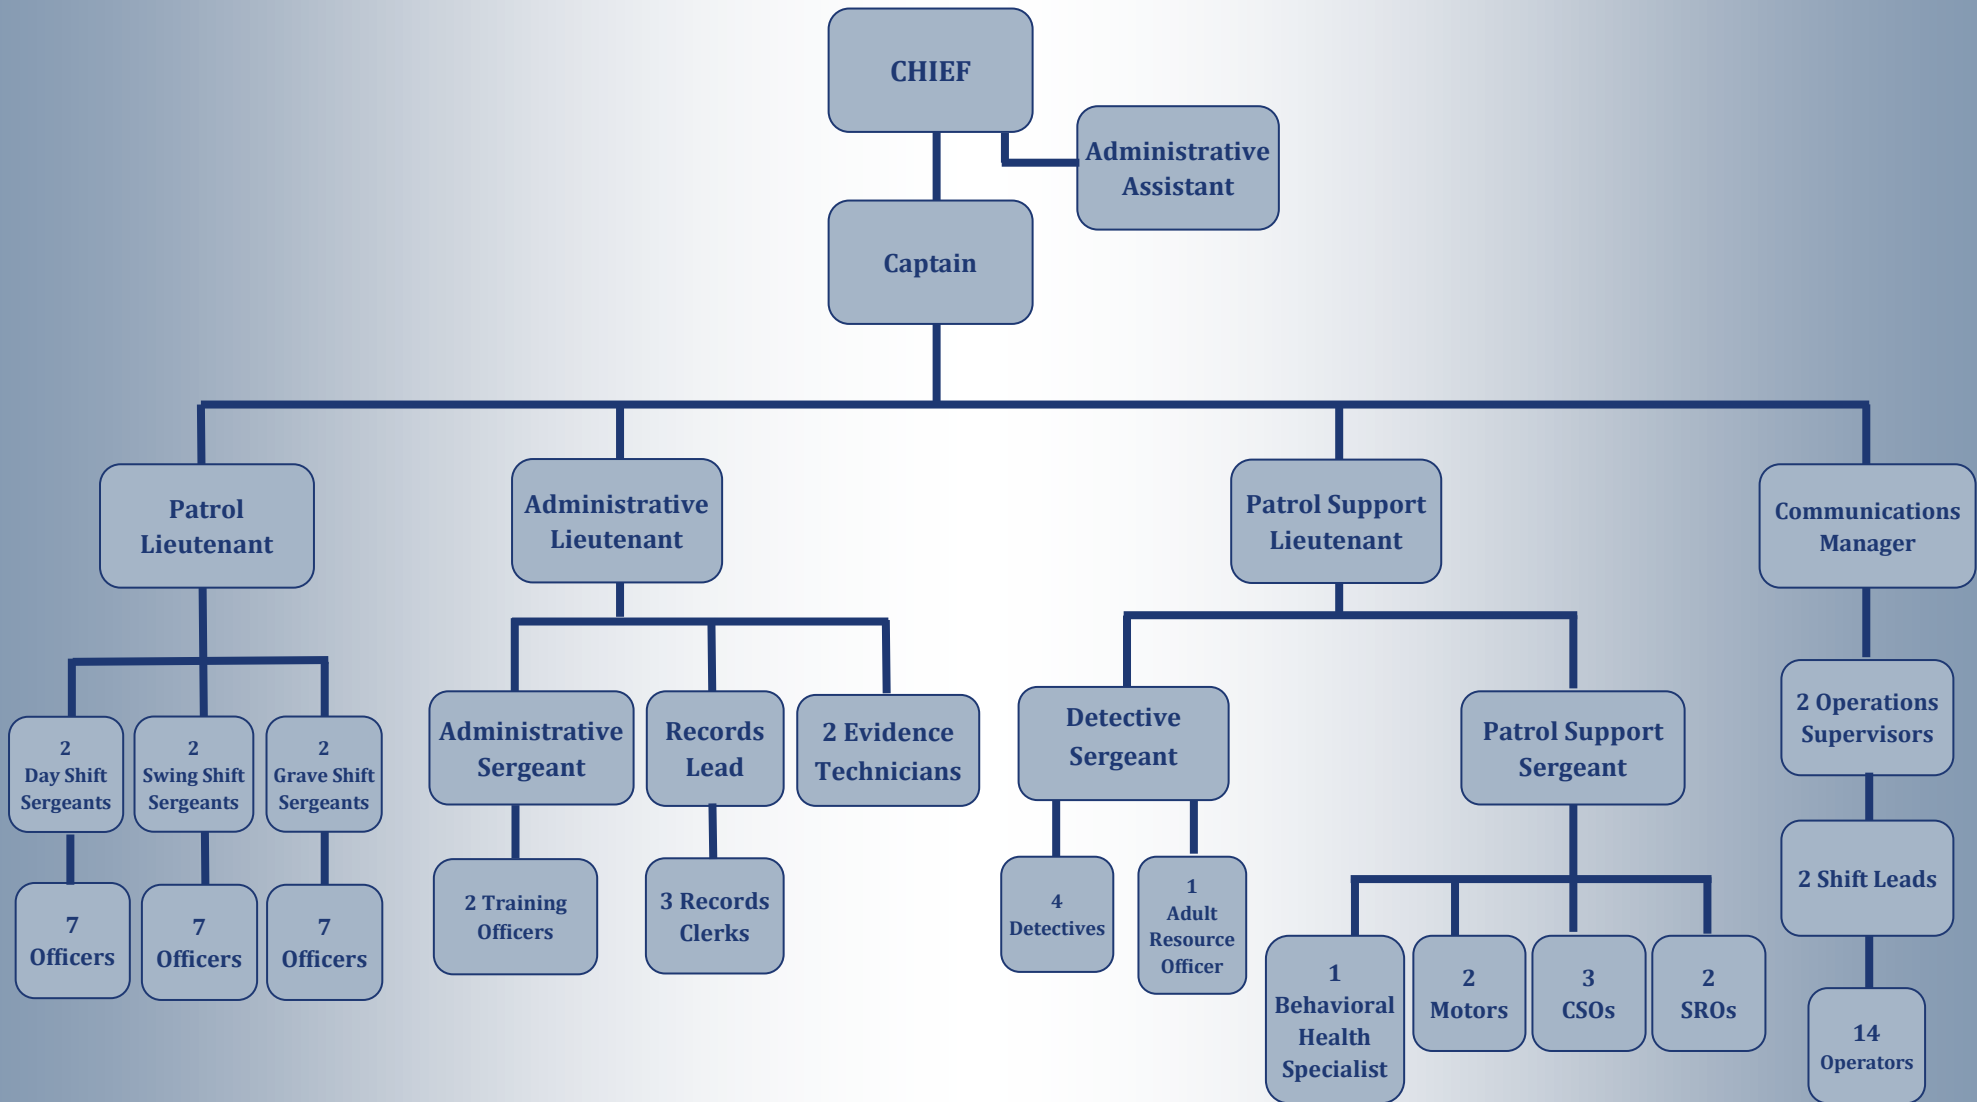 CHIEF
Administrative
Assistant
Captain
Patrol
Lieutenant
Administrative
Lieutenant
Patrol Support
Lieutenant
Communications
Manager
2
Day Shift
Sergeants
2
Swing Shift
Sergeants
2
Grave Shift
Sergeants
Administrative
Sergeant
Records
Lead
2 Evidence
Technicians
Detective
Sergeant
Patrol Support
Sergeant
2 Operations
Supervisors
7
Officers
7
Officers
7
Officers
2 Training
Officers
3 Records
Clerks
4
Detectives
1
Adult
Resource
Officer
1
Behavioral
Health
Specialist
2
Motors
3
CSOs
2
SROs
2 Shift Leads
14
Operators